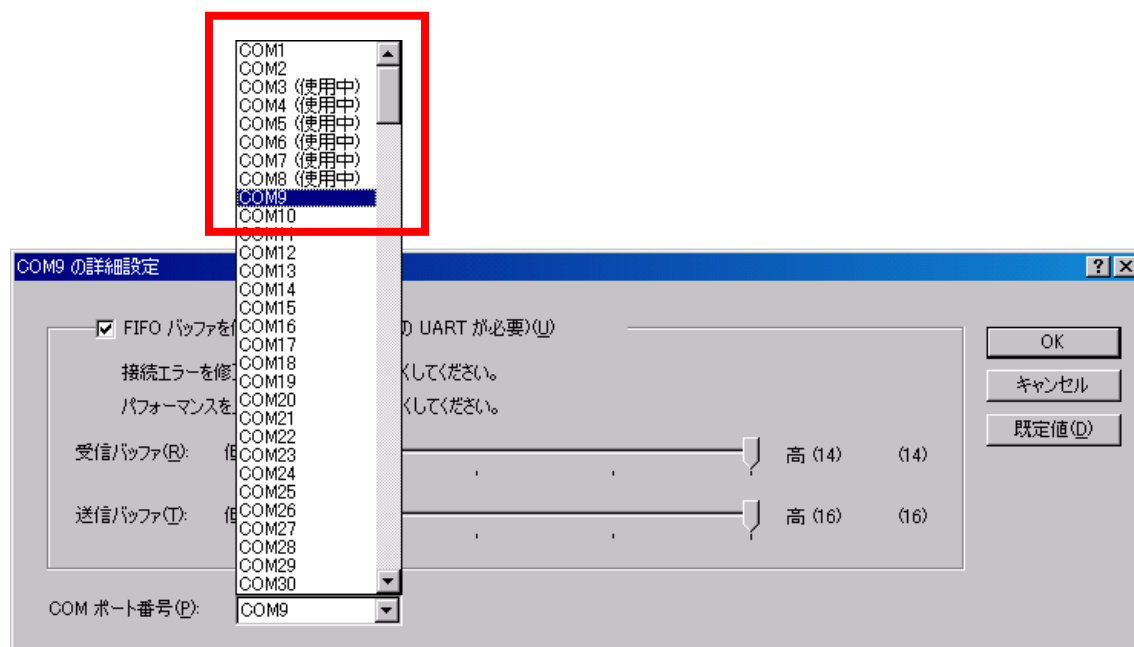 COM1
COM2
COM3 (使用中)
COM4 (使用中)
COM5 (使用中)
COM6 (使用中)
COM7 (使用中)
COM8 (使用中)
COM9
COM10
COM11
COM12
COM13
COM14
COM15
COM16
COM17
COM18
COM19
COM20
COM21
COM22
COM23
COM24
COM25
COM26
COM27
COM28
COM29
COM30
COM9 の詳細設定
FIFO バッファを UART が必要)(U)
接続エラーを くしてください。
パフォーマンスを くしてください。
受信バッファ(R): 高 (14) (14)
送信バッファ(T): 高 (16) (16)
COM ポート番号(P): COM9
OK
キャンセル
既定値(D)